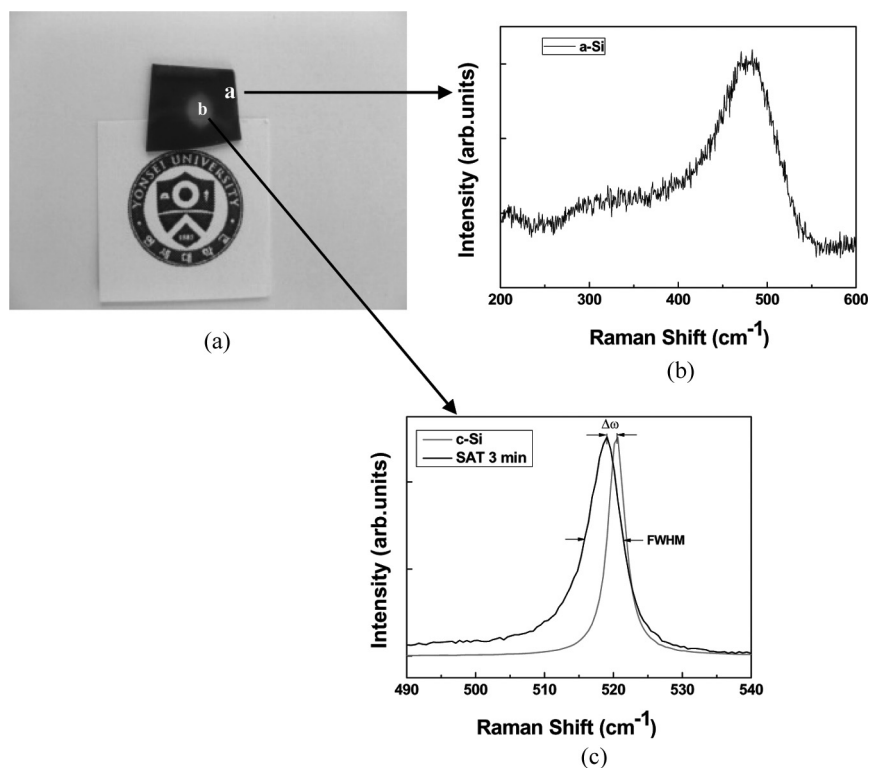 a
b
YONSEI UNIVERSITY
(a)
a-Si
Intensity (arb.units)
200 300 400 500 600
Raman Shift (cm⁻¹)
(b)
Δω
c-Si
SAT 3 min
FWHM
Intensity (arb.units)
490 500 510 520 530 540
Raman Shift (cm⁻¹)
(c)